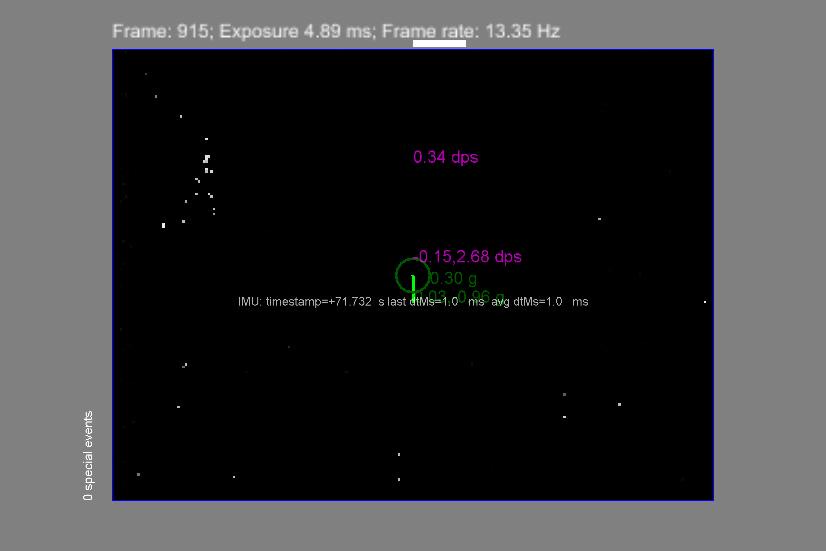 Frame: 915; Exposure 4.89 ms; Frame rate: 13.35 Hz
0.34 dps
-0.15,2.68 dps
0.30 g
0.96 g
IMU: timestamp=+71.732 s last dtMs=1.0 ms avg dtMs=1.0 ms
0 special events